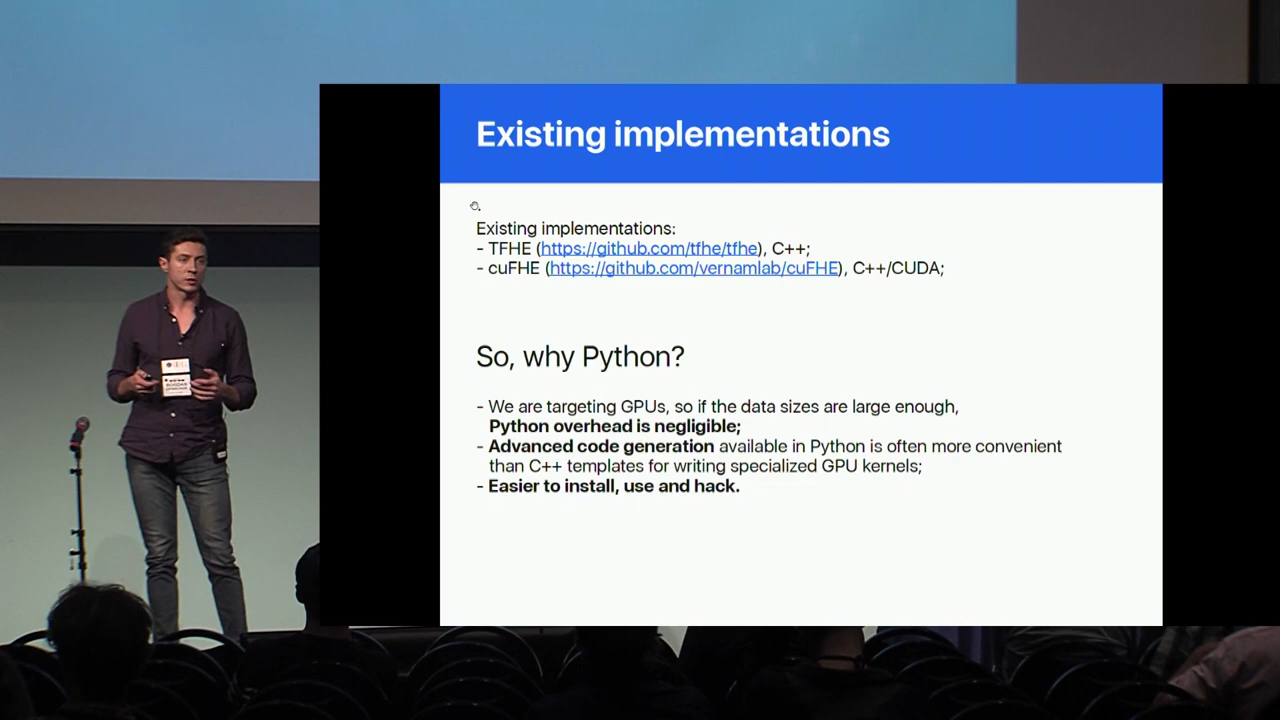 Existing implementations
Existing implementations:
- TFHE (https://github.com/tfhe/tfhe), C++;
- cuFHE (https://github.com/vernamlab/cuFHE), C++/CUDA;
So, why Python?
- We are targeting GPUs, so if the data sizes are large enough,
Python overhead is negligible;
- Advanced code generation available in Python is often more convenient
than C++ templates for writing specialized GPU kernels;
- Easier to install, use and hack.
BOGDAN